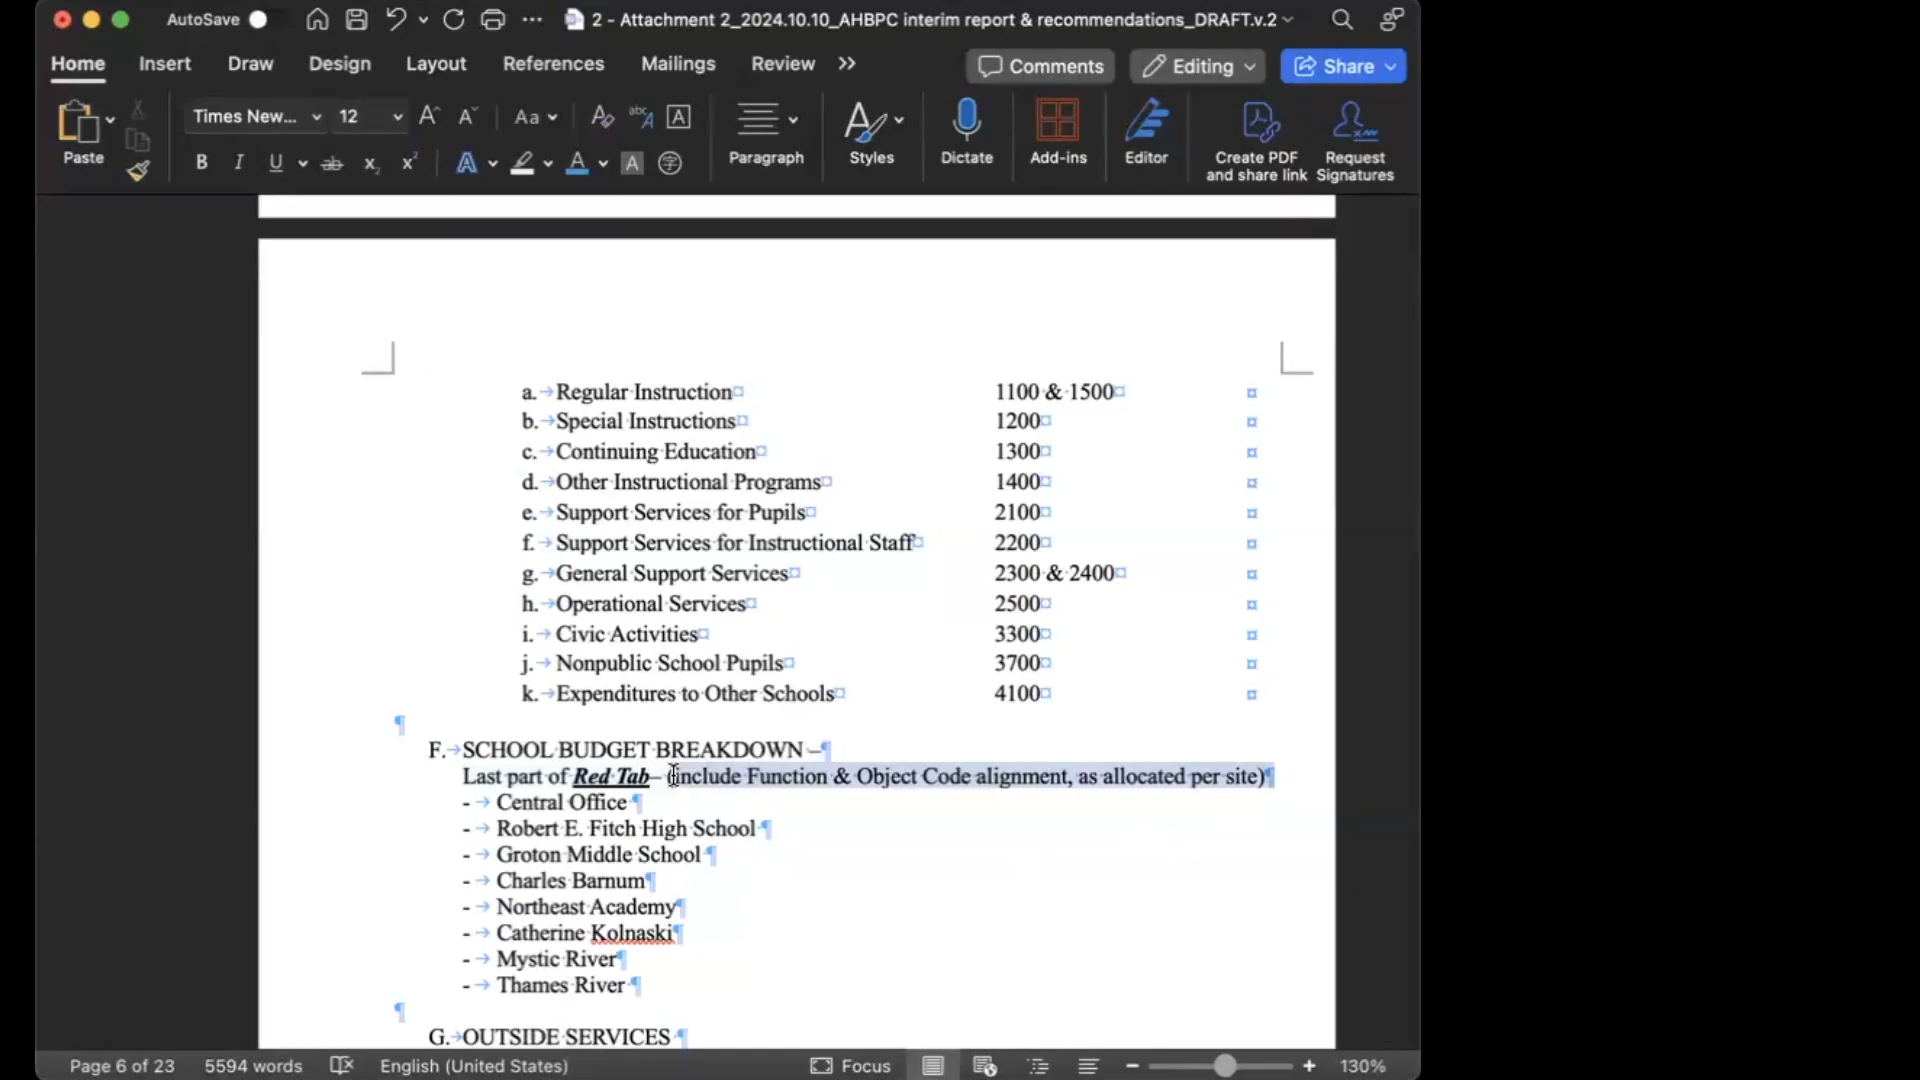 AutoSave
2 - Attachment 2_2024.10.10_AHBPC interim report & recommendations_DRAFT.v.2
Home Insert Draw Design Layout References Mailings Review
Comments Editing Share
Times New... 12 Aa
Paste
B I U ab x₂ x² A A A
Paragraph Styles Dictate Add-ins Editor Create PDF and share link Request Signatures
a. Regular Instruction 1100 & 1500
b. Special Instructions 1200
c. Continuing Education 1300
d. Other Instructional Programs 1400
e. Support Services for Pupils 2100
f. Support Services for Instructional Staff 2200
g. General Support Services 2300 & 2400
h. Operational Services 2500
i. Civic Activities 3300
j. Nonpublic School Pupils 3700
k. Expenditures to Other Schools 4100
F. SCHOOL BUDGET BREAKDOWN –
Last part of Red Tab– (include Function & Object Code alignment, as allocated per site)
- Central Office
- Robert E. Fitch High School
- Groton Middle School
- Charles Barnum
- Northeast Academy
- Catherine Kolnaski
- Mystic River
- Thames River
G. OUTSIDE SERVICES
Page 6 of 23 5594 words English (United States) Focus 130%